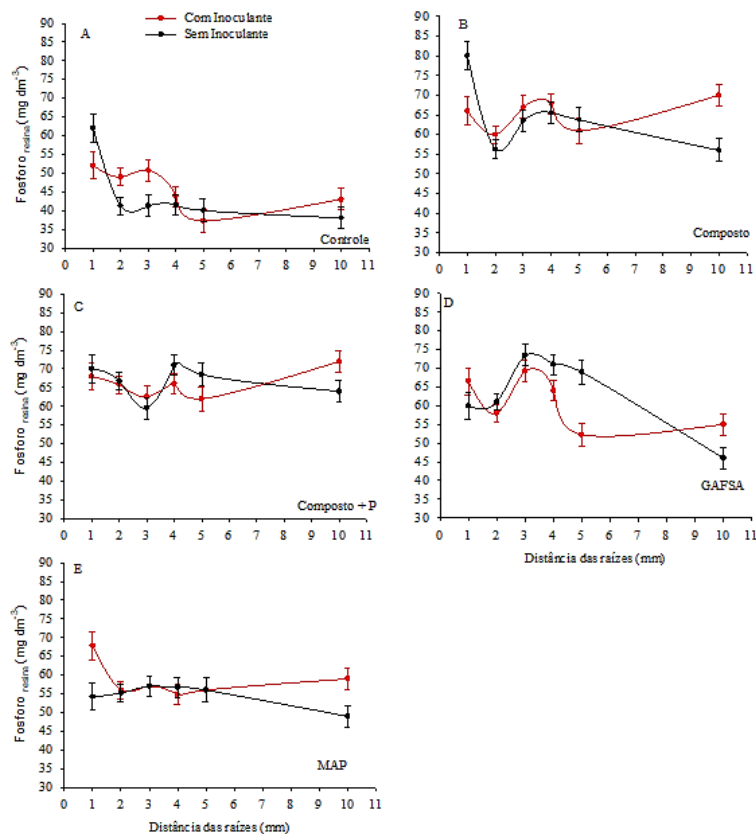 Com Inoculante
Sem Inoculante
A
Fosforo resina (mg dm-3)
90
85
80
75
70
65
60
55
50
45
40
35
30
Controle
0 1 2 3 4 5 6 7 8 9 10 11
B
90
85
80
75
70
65
60
55
50
45
40
35
30
Composto
0 1 2 3 4 5 6 7 8 9 10 11
C
Fosforo resina (mg dm-3)
90
85
80
75
70
65
60
55
50
45
40
35
30
Composto + P
0 1 2 3 4 5 6 7 8 9 10 11
D
90
85
80
75
70
65
60
55
50
45
40
35
30
GAFSA
0 1 2 3 4 5 6 7 8 9 10 11
Distância das raízes (mm)
E
Fosforo resina (mg dm-3)
90
85
80
75
70
65
60
55
50
45
40
35
30
MAP
0 1 2 3 4 5 6 7 8 9 10 11
Distância das raízes (mm)